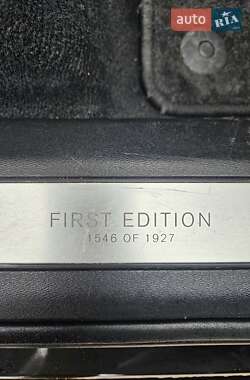 auto RIA
FIRST EDITION
1546 OF 1927